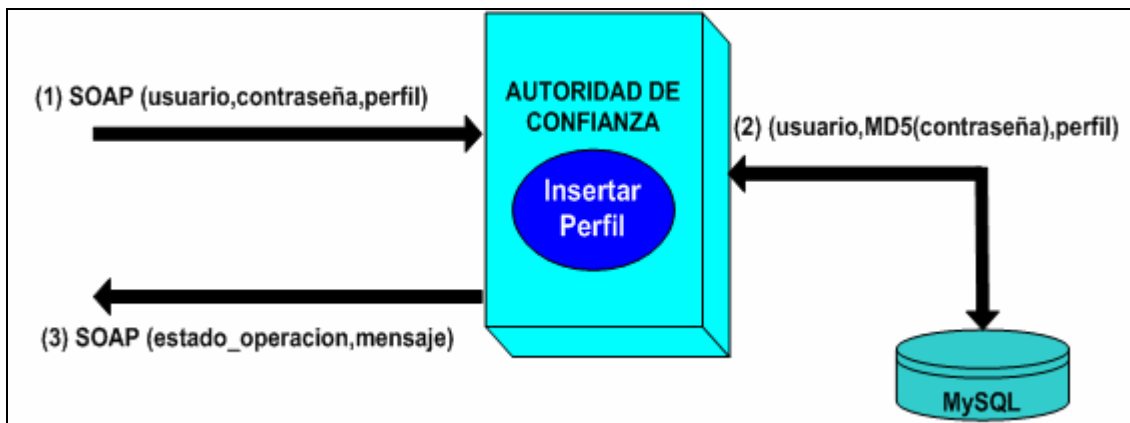 (1) SOAP (usuario,contraseña,perfil)
AUTORIDAD DE
CONFIANZA
(2) (usuario,MD5(contraseña),perfil)
Insertar
Perfil
(3) SOAP (estado_operacion,mensaje)
MySQL